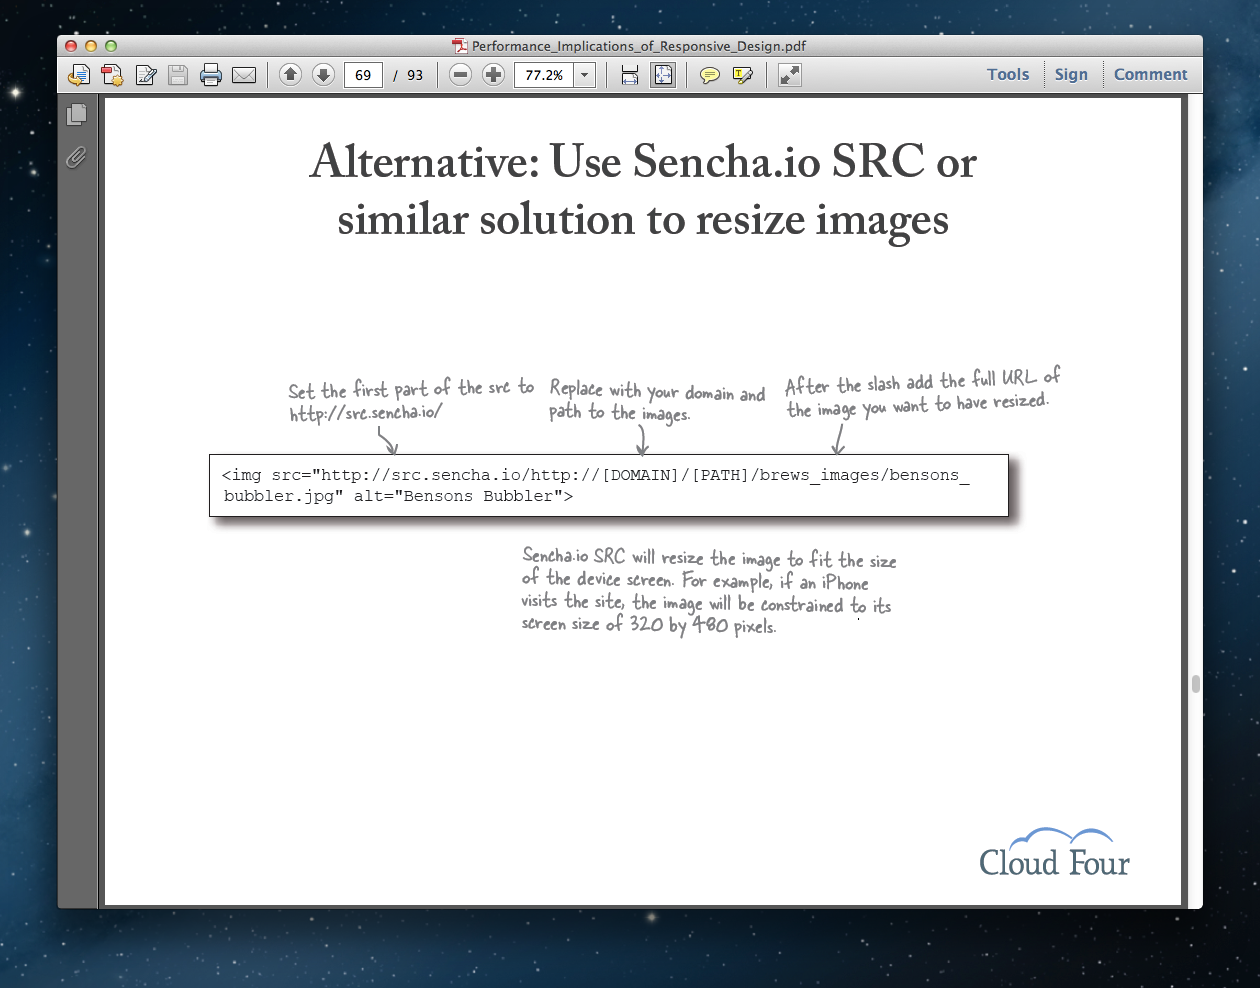 Performance_Implications_of_Responsive_Design.pdf
69 / 93 77.2% Tools Sign Comment
Alternative: Use Sencha.io SRC or
similar solution to resize images
Set the first part of the src to
http://src.sencha.io/
Replace with your domain and
path to the images.
After the slash add the full URL of
the image you want to have resized.
<img src="http://src.sencha.io/http://[DOMAIN]/[PATH]/brews_images/bensons_
bubbler.jpg" alt="Bensons Bubbler">
Sencha.io SRC will resize the image to fit the size
of the device screen. For example, if an iPhone
visits the site, the image will be constrained to its
screen size of 320 by 480 pixels.
Cloud Four